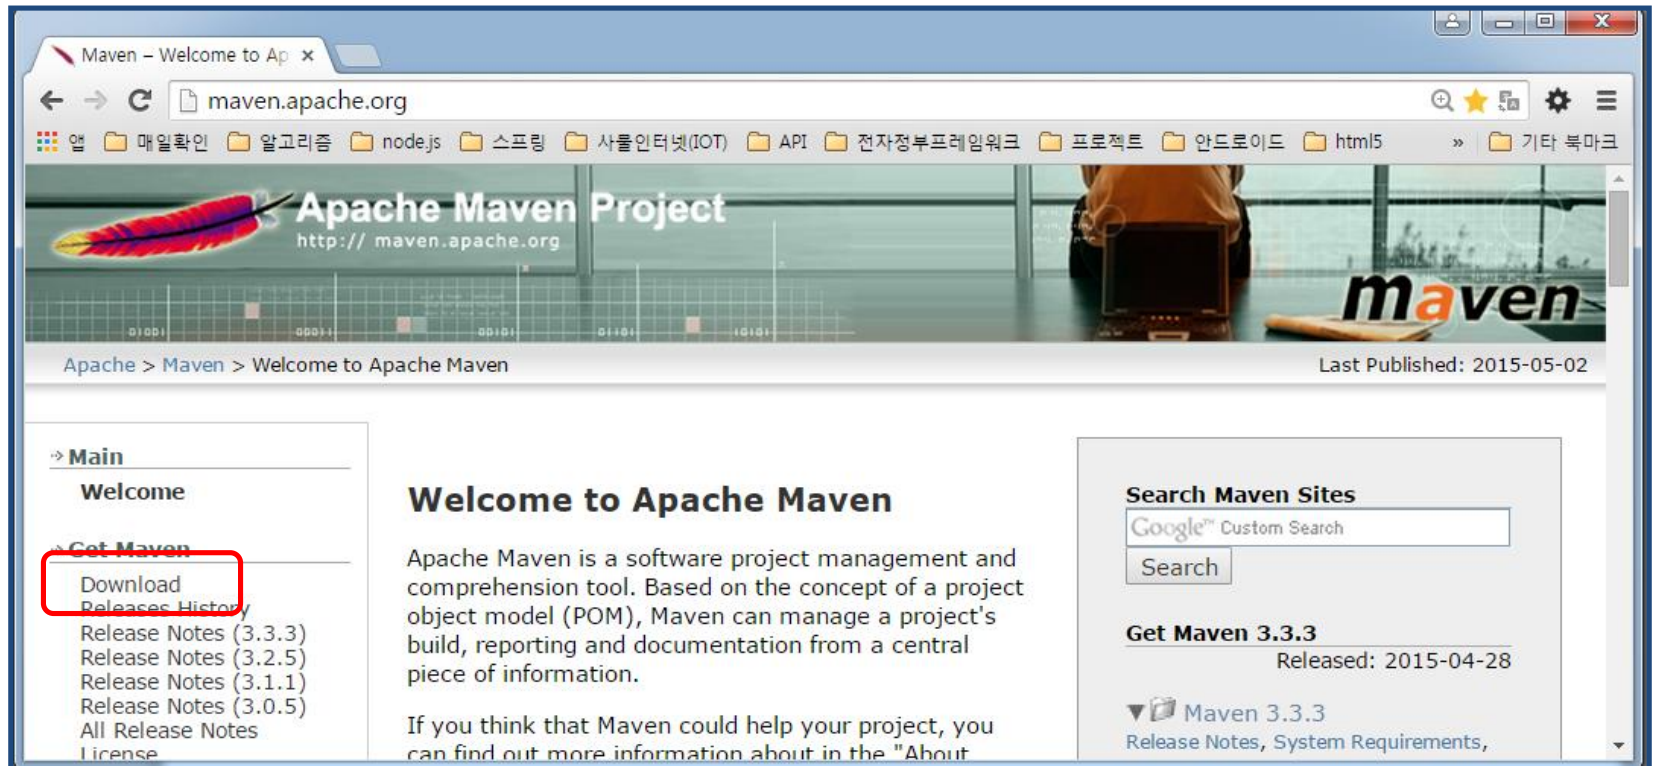 Maven – Welcome to Ap
maven.apache.org
앱 매일확인 알고리즘 node.js 스프링 사물인터넷(IOT) API 전자정부프레임워크 프로젝트 안드로이드 html5 » 기타 북마크
Apache Maven Project
http:// maven.apache.org
maven
Apache > Maven > Welcome to Apache Maven
Last Published: 2015-05-02
Main
Welcome
Get Maven
Download
Releases History
Release Notes (3.3.3)
Release Notes (3.2.5)
Release Notes (3.1.1)
Release Notes (3.0.5)
All Release Notes
License
Welcome to Apache Maven
Apache Maven is a software project management and
comprehension tool. Based on the concept of a project
object model (POM), Maven can manage a project's
build, reporting and documentation from a central
piece of information.
If you think that Maven could help your project, you
can find out more information about in the "About
Search Maven Sites
Google™ Custom Search
Search
Get Maven 3.3.3
Released: 2015-04-28
Maven 3.3.3
Release Notes, System Requirements,